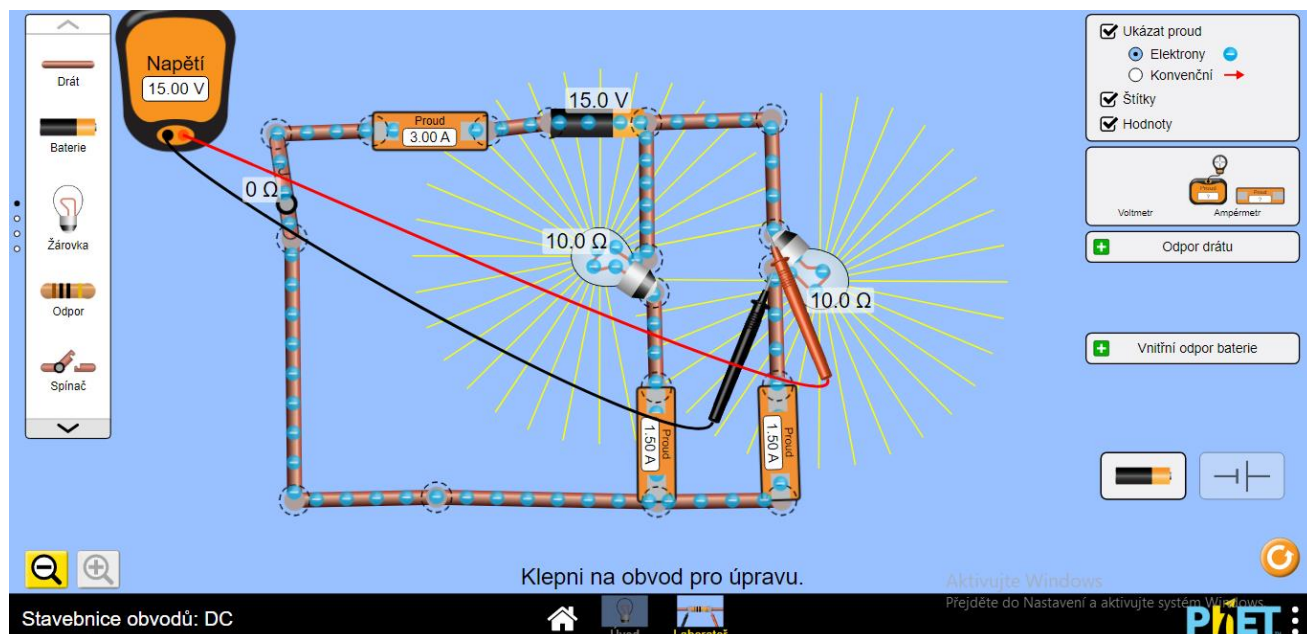 Drát
Baterie
Žárovka
Odpor
Spínač
Napětí
15.00 V
Proud
3.00 A
15.0 V
0 Ω
10.0 Ω
10.0 Ω
Proud
1.50 A
Proud
1.50 A
Ukázat proud
Elektrony
Konvenční
Štítky
Hodnoty
Voltmetr
Ampérmetr
Odpor drátu
Vnitřní odpor baterie
Klepni na obvod pro úpravu.
Aktivujte Windows
Přejděte do Nastavení a aktivujte systém Windows.
Stavebnice obvodů: DC
Úvod
Laboratoř
PhET